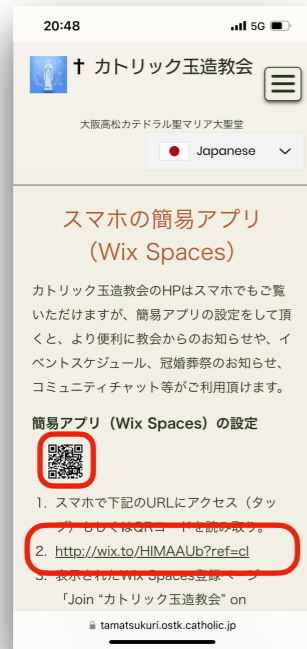 20:48
5G
✝ カトリック玉造教会
大阪高松カテドラル聖マリア大聖堂
Japanese
スマホの簡易アプリ
（Wix Spaces）
カトリック玉造教会のHPはスマホでもご覧
いただけますが、簡易アプリの設定をして頂
くと、より便利に教会からのお知らせや、イ
ベントスケジュール、冠婚葬祭のお知らせ、
コミュニティチャット等がご利用頂けます。
簡易アプリ（Wix Spaces）の設定
1. スマホで下記のURLにアクセス（タッ
プ）もしくはQRコードを読み取り。
2. http://wix.to/HIMAAUb?ref=cl
3. 表示されたWix Spaces登録ページ
「Join “カトリック玉造教会” on
tamatsukuri.ostk.catholic.jp